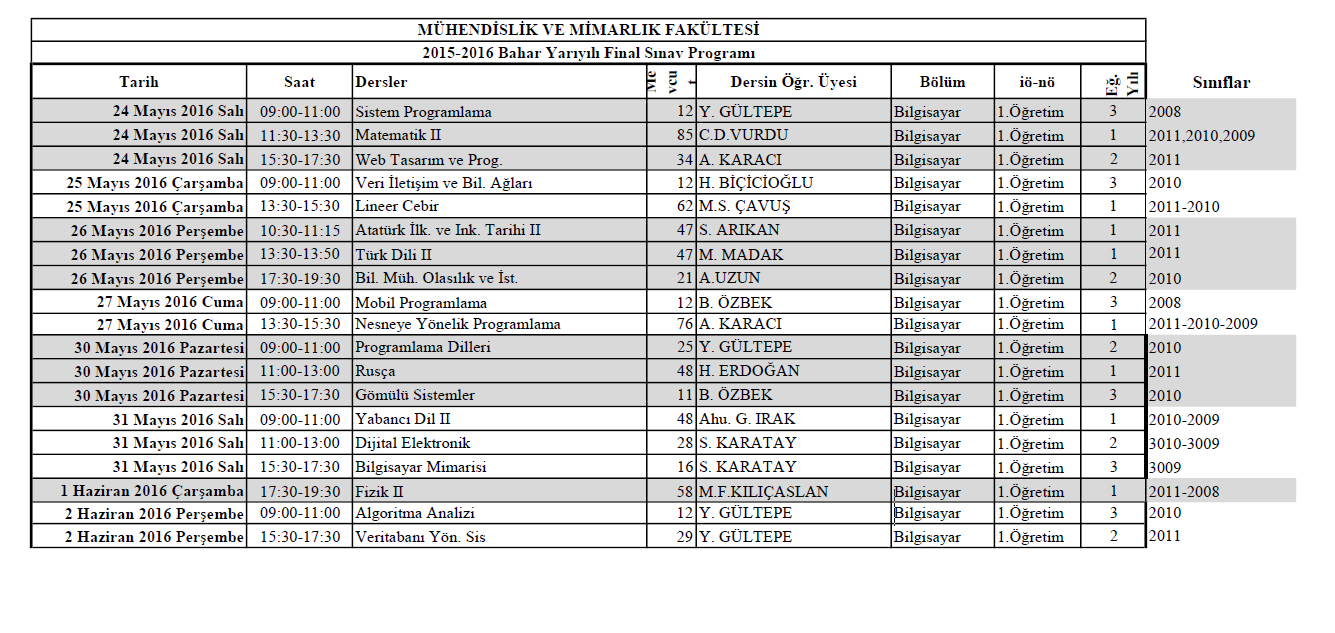 MÜHENDİSLİK VE MİMARLIK FAKÜLTESİ
2015-2016 Bahar Yarıyılı Final Sınav Programı
Tarih Saat Dersler Mevcut Dersin Öğr. Üyesi Bölüm iö-nö Eğ. Yılı Sınıflar
24 Mayıs 2016 Salı 09:00-11:00 Sistem Programlama 12 Y. GÜLTEPE Bilgisayar 1.Öğretim 3 2008
24 Mayıs 2016 Salı 11:30-13:30 Matematik II 85 C.D.VURDU Bilgisayar 1.Öğretim 1 2011,2010,2009
24 Mayıs 2016 Salı 15:30-17:30 Web Tasarım ve Prog. 34 A. KARACI Bilgisayar 1.Öğretim 2 2011
25 Mayıs 2016 Çarşamba 09:00-11:00 Veri İletişim ve Bil. Ağları 12 H. BİÇİCİOĞLU Bilgisayar 1.Öğretim 3 2010
25 Mayıs 2016 Çarşamba 13:30-15:30 Lineer Cebir 62 M.S. ÇAVUŞ Bilgisayar 1.Öğretim 1 2011-2010
26 Mayıs 2016 Perşembe 10:30-11:15 Atatürk İlk. ve Ink. Tarihi II 47 S. ARIKAN Bilgisayar 1.Öğretim 1 2011
26 Mayıs 2016 Perşembe 13:30-13:50 Türk Dili II 47 M. MADAK Bilgisayar 1.Öğretim 1 2011
26 Mayıs 2016 Perşembe 17:30-19:30 Bil. Müh. Olasılık ve İst. 21 A.UZUN Bilgisayar 1.Öğretim 2 2010
27 Mayıs 2016 Cuma 09:00-11:00 Mobil Programlama 12 B. ÖZBEK Bilgisayar 1.Öğretim 3 2008
27 Mayıs 2016 Cuma 13:30-15:30 Nesneye Yönelik Programlama 76 A. KARACI Bilgisayar 1.Öğretim 1 2011-2010-2009
30 Mayıs 2016 Pazartesi 09:00-11:00 Programlama Dilleri 25 Y. GÜLTEPE Bilgisayar 1.Öğretim 2 2010
30 Mayıs 2016 Pazartesi 11:00-13:00 Rusça 48 H. ERDOĞAN Bilgisayar 1.Öğretim 1 2011
30 Mayıs 2016 Pazartesi 15:30-17:30 Gömülü Sistemler 11 B. ÖZBEK Bilgisayar 1.Öğretim 3 2010
31 Mayıs 2016 Salı 09:00-11:00 Yabancı Dil II 48 Ahu. G. IRAK Bilgisayar 1.Öğretim 1 2010-2009
31 Mayıs 2016 Salı 11:00-13:00 Dijital Elektronik 28 S. KARATAY Bilgisayar 1.Öğretim 2 3010-3009
31 Mayıs 2016 Salı 15:30-17:30 Bilgisayar Mimarisi 16 S. KARATAY Bilgisayar 1.Öğretim 3 3009
1 Haziran 2016 Çarşamba 17:30-19:30 Fizik II 58 M.F.KILIÇASLAN Bilgisayar 1.Öğretim 1 2011-2008
2 Haziran 2016 Perşembe 09:00-11:00 Algoritma Analizi 12 Y. GÜLTEPE Bilgisayar 1.Öğretim 3 2010
2 Haziran 2016 Perşembe 15:30-17:30 Veritabanı Yön. Sis 29 Y. GÜLTEPE Bilgisayar 1.Öğretim 2 2011